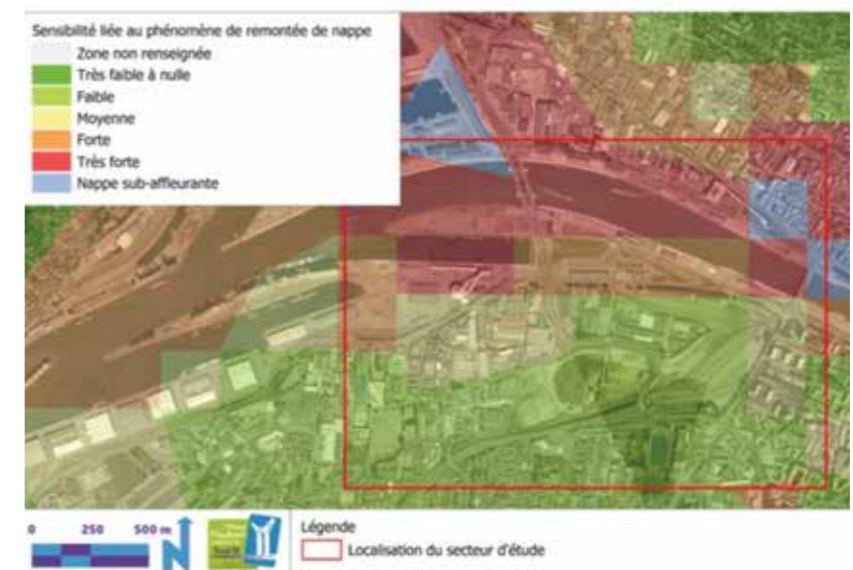 Sensibilité liée au phénomène de remontée de nappe
Zone non renseignée
Très faible à nulle
Faible
Moyenne
Forte
Très forte
Nappe sub-affleurante
0 250 500 m
N
Légende
Localisation du secteur d'étude